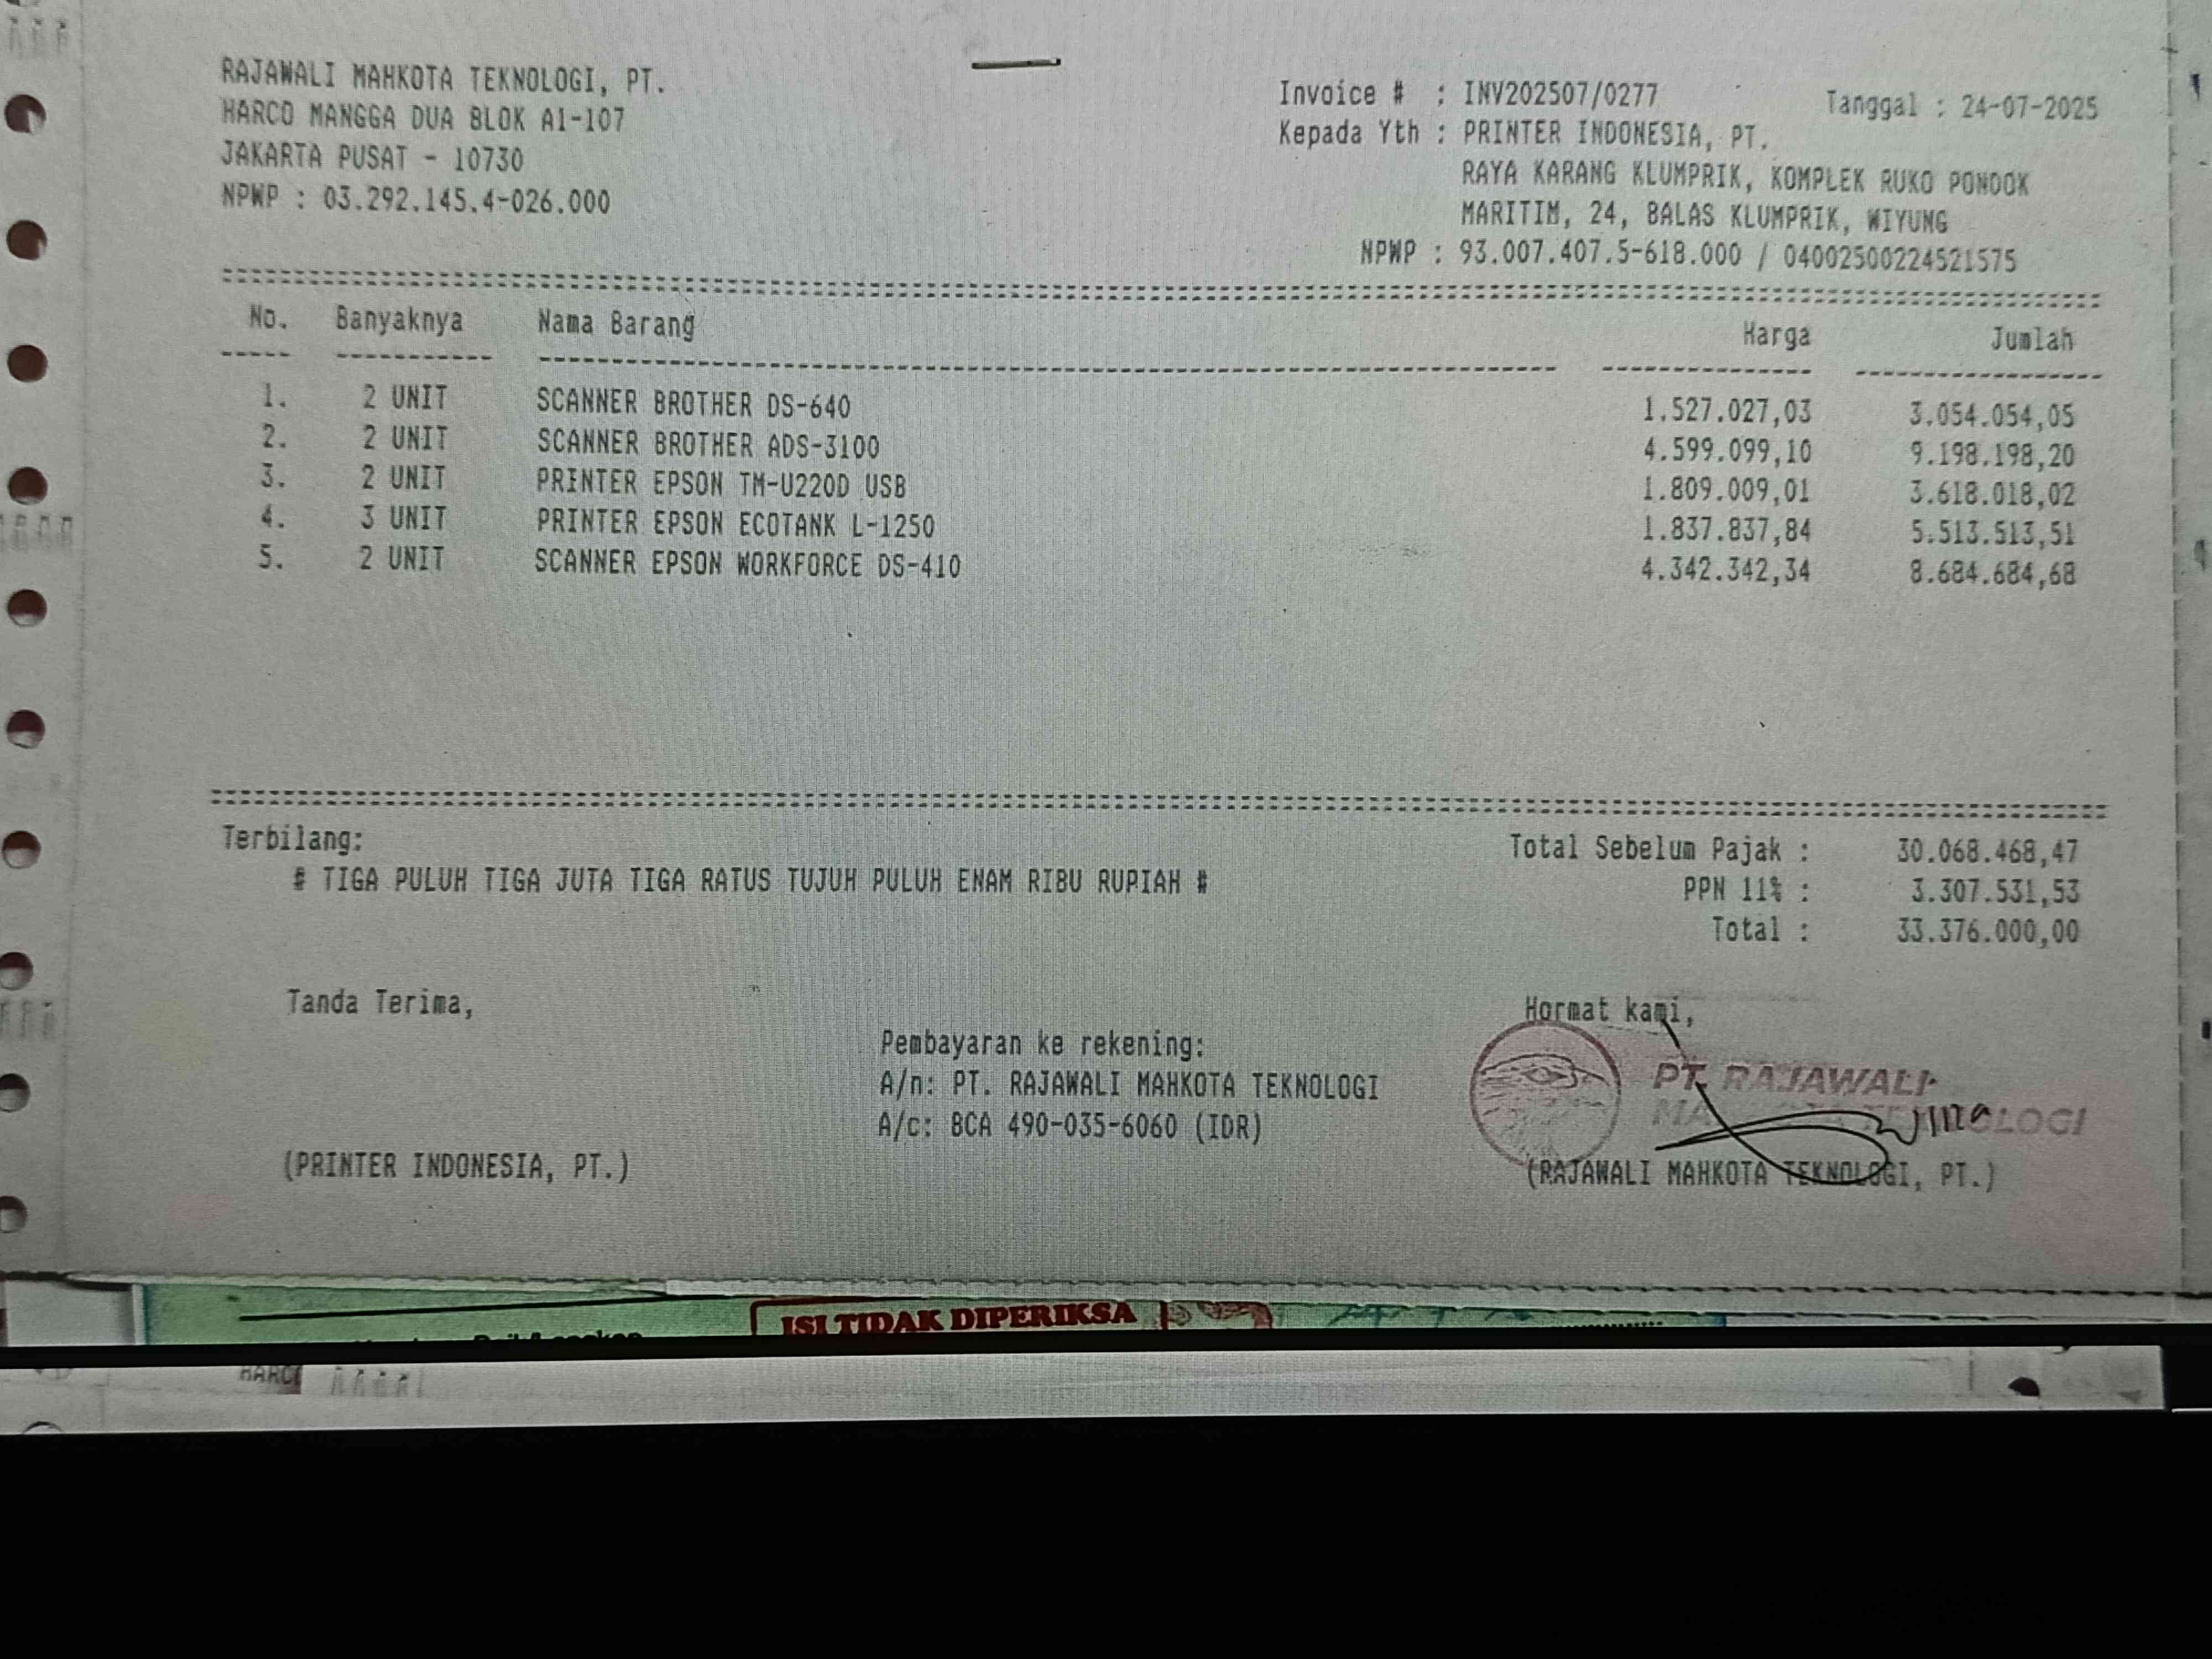 RAJAWALI MAHKOTA TEKNOLOGI, PT.
HARCO MANGGA DUA BLOK A1-107
JAKARTA PUSAT - 10730
NPWP : 03.292.145.4-026.000
Invoice # : INV202507/0277 Tanggal : 24-07-2025
Kepada Yth : PRINTER INDONESIA, PT.
RAYA KARANG KLUMPRIK, KOMPLEK RUKO PONDOK
MARITIM, 24, BALAS KLUMPRIK, WIYUNG
NPWP : 93.007.407.5-618.000 / 04002500224521575
No. Banyaknya Nama Barang Harga Jumlah
1. 2 UNIT SCANNER BROTHER DS-640 1.527.027,03 3.054.054,05
2. 2 UNIT SCANNER BROTHER ADS-3100 4.599.099,10 9.198.198,20
3. 2 UNIT PRINTER EPSON TM-U220D USB 1.809.009,01 3.618.018,02
4. 3 UNIT PRINTER EPSON ECOTANK L-1250 1.837.837,84 5.513.513,51
5. 2 UNIT SCANNER EPSON WORKFORCE DS-410 4.342.342,34 8.684.684,68
Terbilang:
# TIGA PULUH TIGA JUTA TIGA RATUS TUJUH PULUH ENAM RIBU RUPIAH #
Total Sebelum Pajak : 30.068.468,47
PPN 11% : 3.307.531,53
Total : 33.376.000,00
Tanda Terima,
(PRINTER INDONESIA, PT.)
Pembayaran ke rekening:
A/n: PT. RAJAWALI MAHKOTA TEKNOLOGI
A/c: BCA 490-035-6060 (IDR)
Hormat kami,
PT. RAJAWALI
(RAJAWALI MAHKOTA TEKNOLOGI, PT.)
ISI TIDAK DIPERIKSA